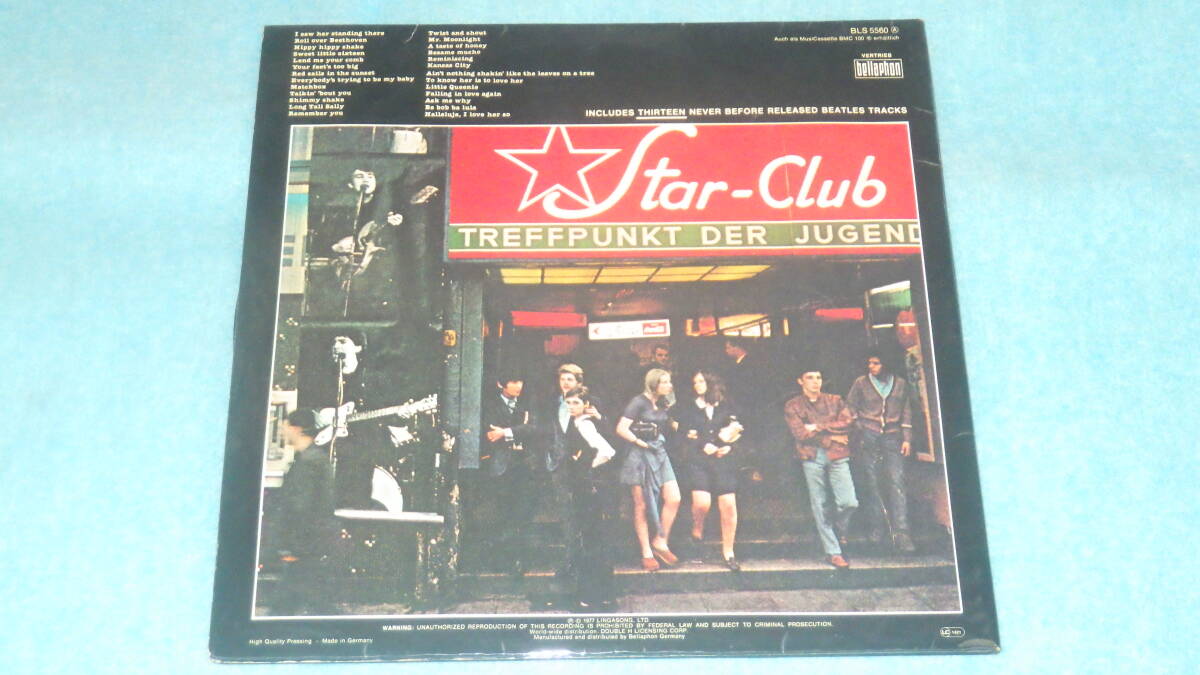 I saw her standing there
Roll over Beethoven
Hippy hippy shake
Sweet little sixteen
Lend me your comb
Your feet's too big
Red sails in the sunset
Everybody's trying to be my baby
Matchbox
Talkin' 'bout you
Shimmy shake
Long Tall Sally
Remember you
Twist and shout
Mr. Moonlight
A taste of honey
Besame mucho
Reminiscing
Kansas City
Ain't nothing shakin' like the leaves on a tree
To know her is to love her
Little Queenie
Falling in love again
Ask me why
Be bob ba lula
Halleluja, I love her so
BLS 5560 Ⓐ
Auch als MusiCassette BMC 100 erhältlich
VERTRIEB
bellaphon
INCLUDES THIRTEEN NEVER BEFORE RELEASED BEATLES TRACKS
Star-Club
TREFFPUNKT DER JUGEND
℗ © 1977 LINGASONG, LTD
WARNING: UNAUTHORIZED REPRODUCTION OF THIS RECORDING IS PROHIBITED BY FEDERAL LAW AND SUBJECT TO CRIMINAL PROSECUTION.
World-wide distribution. DOUBLE H LICENSING CORP.
Manufactured and distributed by Bellaphon Germany
High Quality Pressing - Made in Germany
LC